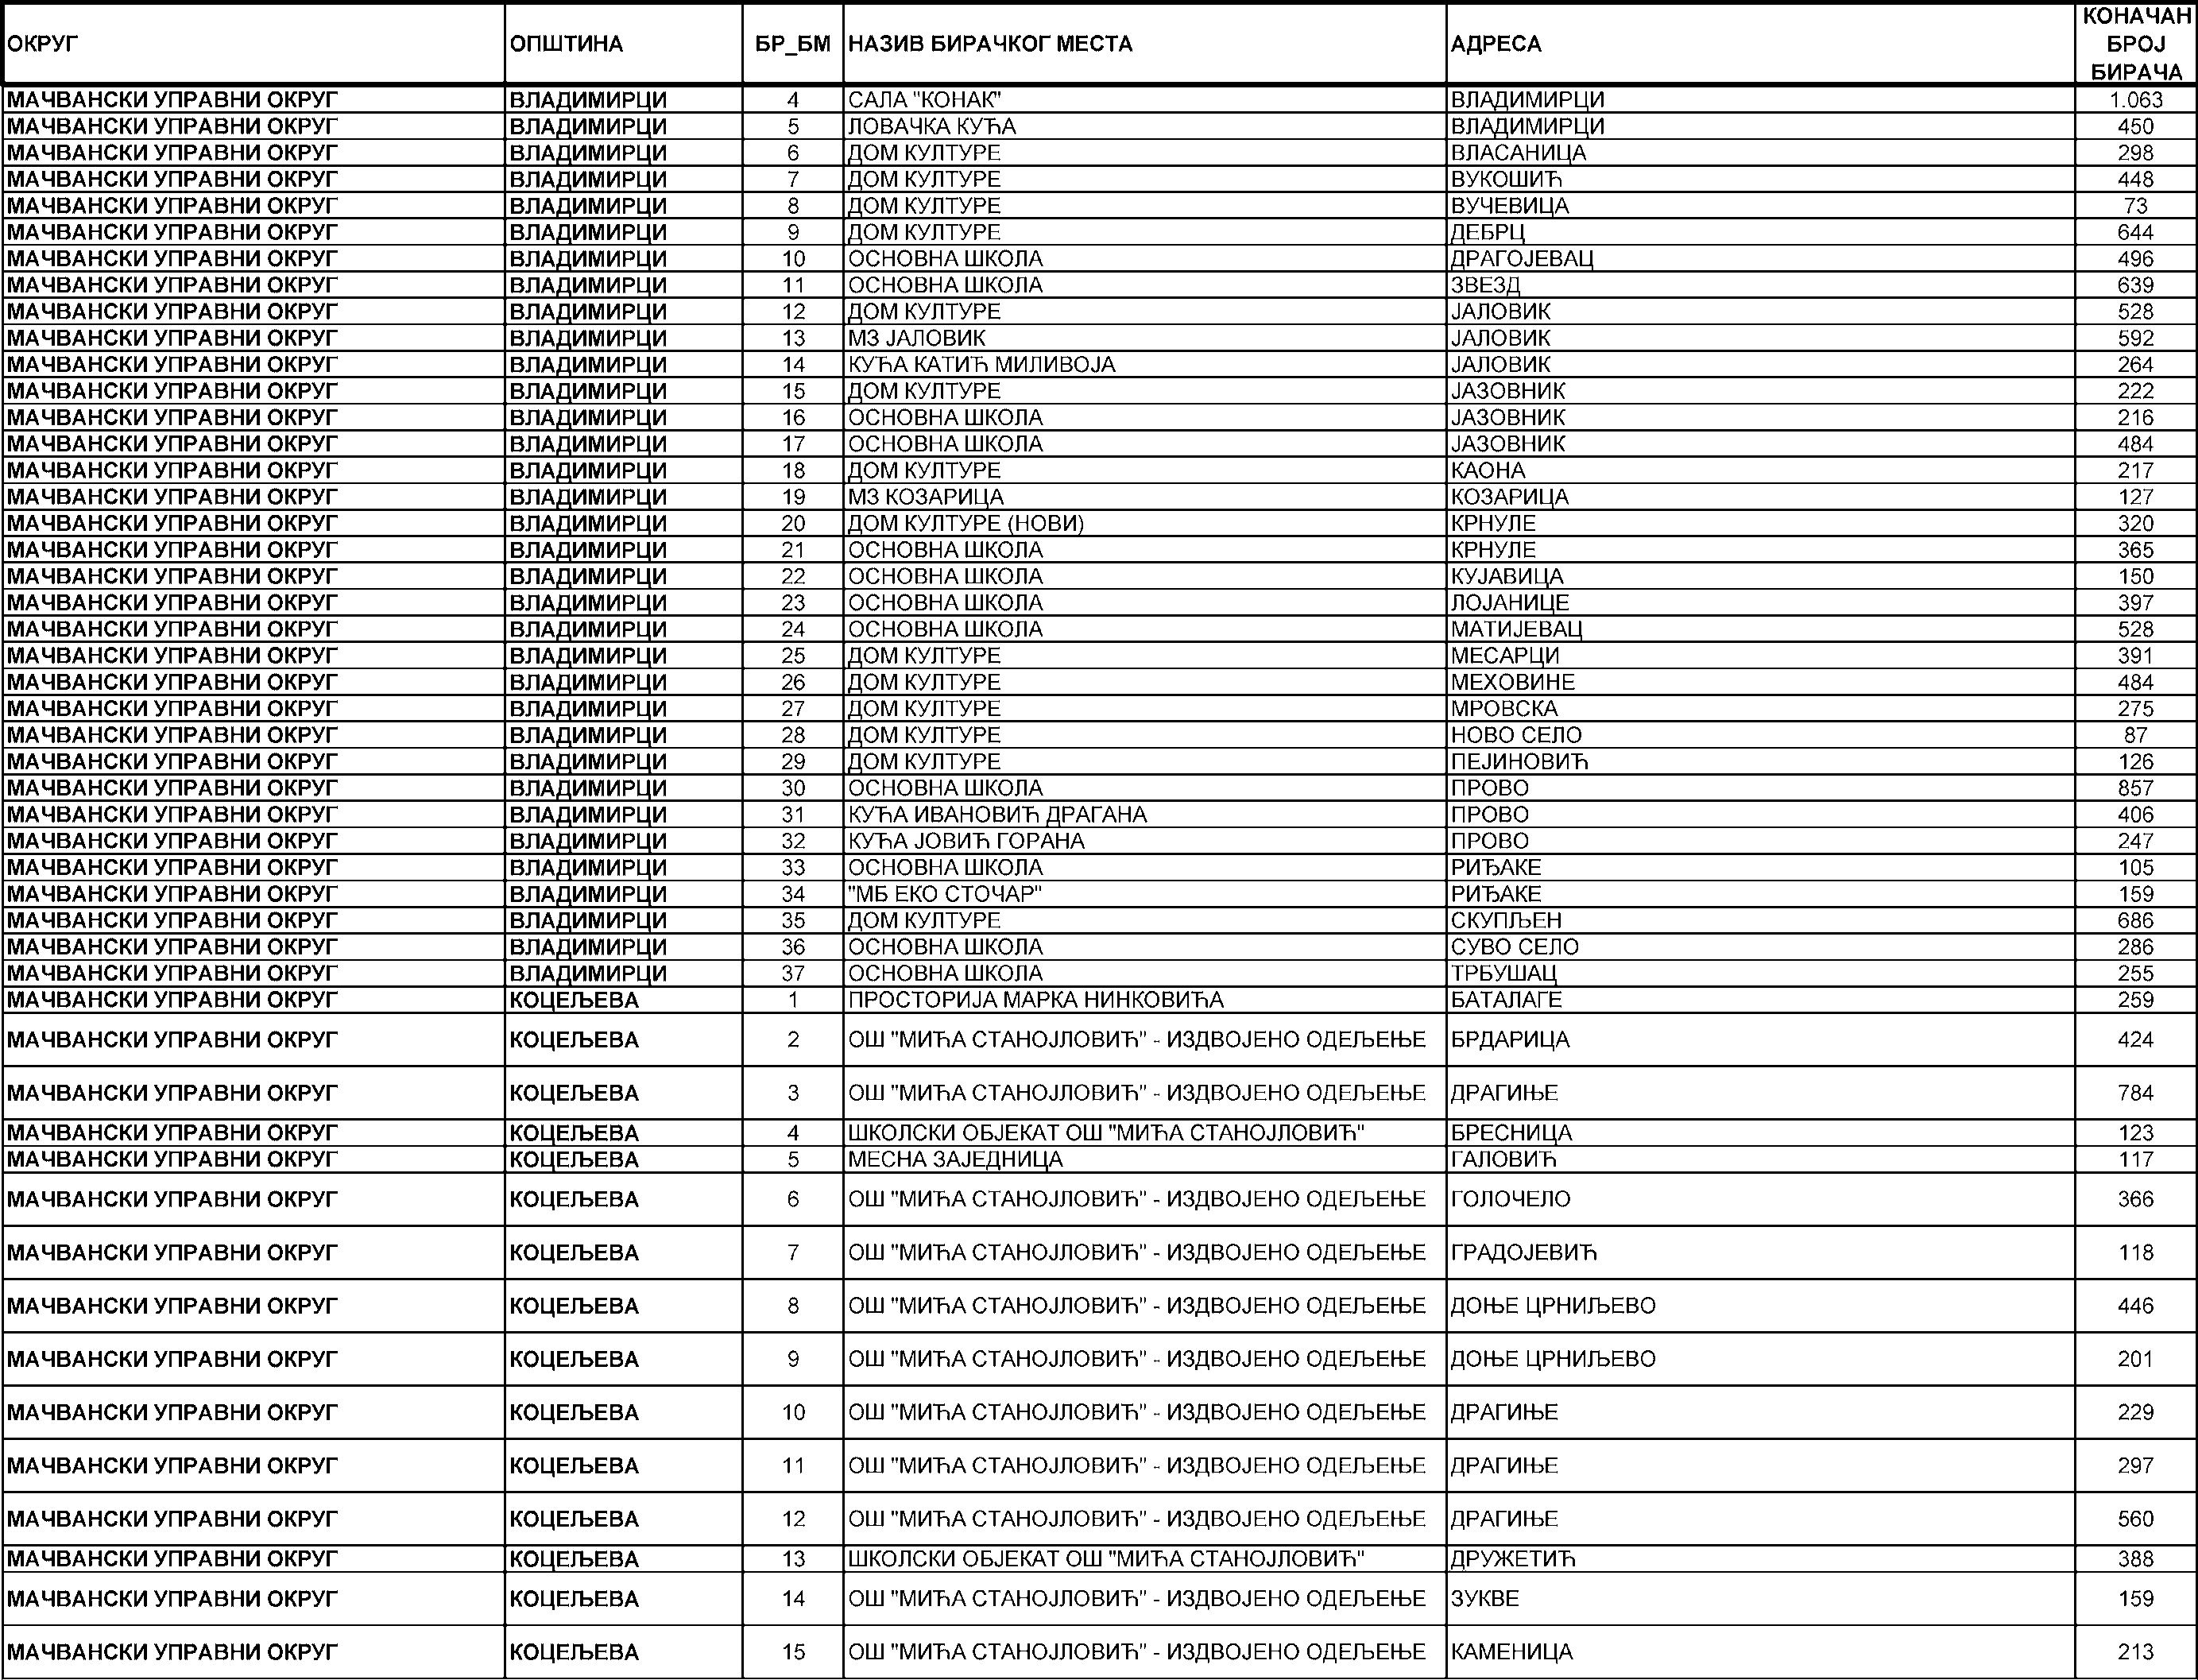 ОКРУГ ОПШТИНА БР_БМ НАЗИВ БИРАЧКОГ МЕСТА АДРЕСА КОНАЧАН БРОЈ БИРАЧА
МАЧВАНСКИ УПРАВНИ ОКРУГ ВЛАДИМИРЦИ 4 САЛА "КОНАК" ВЛАДИМИРЦИ 1.063
МАЧВАНСКИ УПРАВНИ ОКРУГ ВЛАДИМИРЦИ 5 ЛОВАЧКА КУЋА ВЛАДИМИРЦИ 450
МАЧВАНСКИ УПРАВНИ ОКРУГ ВЛАДИМИРЦИ 6 ДОМ КУЛТУРЕ ВЛАСАНИЦА 298
МАЧВАНСКИ УПРАВНИ ОКРУГ ВЛАДИМИРЦИ 7 ДОМ КУЛТУРЕ ВУКОШИЋ 448
МАЧВАНСКИ УПРАВНИ ОКРУГ ВЛАДИМИРЦИ 8 ДОМ КУЛТУРЕ ВУЧЕВИЦА 73
МАЧВАНСКИ УПРАВНИ ОКРУГ ВЛАДИМИРЦИ 9 ДОМ КУЛТУРЕ ДЕБРЦ 644
МАЧВАНСКИ УПРАВНИ ОКРУГ ВЛАДИМИРЦИ 10 ОСНОВНА ШКОЛА ДРАГОЈЕВАЦ 496
МАЧВАНСКИ УПРАВНИ ОКРУГ ВЛАДИМИРЦИ 11 ОСНОВНА ШКОЛА ЗВЕЗД 639
МАЧВАНСКИ УПРАВНИ ОКРУГ ВЛАДИМИРЦИ 12 ДОМ КУЛТУРЕ ЈАЛОВИК 528
МАЧВАНСКИ УПРАВНИ ОКРУГ ВЛАДИМИРЦИ 13 МЗ ЈАЛОВИК ЈАЛОВИК 592
МАЧВАНСКИ УПРАВНИ ОКРУГ ВЛАДИМИРЦИ 14 КУЋА КАТИЋ МИЛИВОЈА ЈАЛОВИК 264
МАЧВАНСКИ УПРАВНИ ОКРУГ ВЛАДИМИРЦИ 15 ДОМ КУЛТУРЕ ЈАЗОВНИК 222
МАЧВАНСКИ УПРАВНИ ОКРУГ ВЛАДИМИРЦИ 16 ОСНОВНА ШКОЛА ЈАЗОВНИК 216
МАЧВАНСКИ УПРАВНИ ОКРУГ ВЛАДИМИРЦИ 17 ОСНОВНА ШКОЛА ЈАЗОВНИК 484
МАЧВАНСКИ УПРАВНИ ОКРУГ ВЛАДИМИРЦИ 18 ДОМ КУЛТУРЕ КАОНА 217
МАЧВАНСКИ УПРАВНИ ОКРУГ ВЛАДИМИРЦИ 19 МЗ КОЗАРИЦА КОЗАРИЦА 127
МАЧВАНСКИ УПРАВНИ ОКРУГ ВЛАДИМИРЦИ 20 ДОМ КУЛТУРЕ (НОВИ) КРНУЛЕ 320
МАЧВАНСКИ УПРАВНИ ОКРУГ ВЛАДИМИРЦИ 21 ОСНОВНА ШКОЛА КРНУЛЕ 365
МАЧВАНСКИ УПРАВНИ ОКРУГ ВЛАДИМИРЦИ 22 ОСНОВНА ШКОЛА КУЈАВИЦА 150
МАЧВАНСКИ УПРАВНИ ОКРУГ ВЛАДИМИРЦИ 23 ОСНОВНА ШКОЛА ЛОЈАНИЦЕ 397
МАЧВАНСКИ УПРАВНИ ОКРУГ ВЛАДИМИРЦИ 24 ОСНОВНА ШКОЛА МАТИЈЕВАЦ 528
МАЧВАНСКИ УПРАВНИ ОКРУГ ВЛАДИМИРЦИ 25 ДОМ КУЛТУРЕ МЕСАРЦИ 391
МАЧВАНСКИ УПРАВНИ ОКРУГ ВЛАДИМИРЦИ 26 ДОМ КУЛТУРЕ МЕХОВИНЕ 484
МАЧВАНСКИ УПРАВНИ ОКРУГ ВЛАДИМИРЦИ 27 ДОМ КУЛТУРЕ МРОВСКА 275
МАЧВАНСКИ УПРАВНИ ОКРУГ ВЛАДИМИРЦИ 28 ДОМ КУЛТУРЕ НОВО СЕЛО 87
МАЧВАНСКИ УПРАВНИ ОКРУГ ВЛАДИМИРЦИ 29 ДОМ КУЛТУРЕ ПЕЈИНОВИЋ 126
МАЧВАНСКИ УПРАВНИ ОКРУГ ВЛАДИМИРЦИ 30 ОСНОВНА ШКОЛА ПРОВО 857
МАЧВАНСКИ УПРАВНИ ОКРУГ ВЛАДИМИРЦИ 31 КУЋА ИВАНОВИЋ ДРАГАНА ПРОВО 406
МАЧВАНСКИ УПРАВНИ ОКРУГ ВЛАДИМИРЦИ 32 КУЋА ЈОВИЋ ГОРАНА ПРОВО 247
МАЧВАНСКИ УПРАВНИ ОКРУГ ВЛАДИМИРЦИ 33 ОСНОВНА ШКОЛА РИЂАКЕ 105
МАЧВАНСКИ УПРАВНИ ОКРУГ ВЛАДИМИРЦИ 34 "МБ ЕКО СТОЧАР" РИЂАКЕ 159
МАЧВАНСКИ УПРАВНИ ОКРУГ ВЛАДИМИРЦИ 35 ДОМ КУЛТУРЕ СКУПЉЕН 686
МАЧВАНСКИ УПРАВНИ ОКРУГ ВЛАДИМИРЦИ 36 ОСНОВНА ШКОЛА СУВО СЕЛО 286
МАЧВАНСКИ УПРАВНИ ОКРУГ ВЛАДИМИРЦИ 37 ОСНОВНА ШКОЛА ТРБУШАЦ 255
МАЧВАНСКИ УПРАВНИ ОКРУГ КОЦЕЉЕВА 1 ПРОСТОРИЈА МАРКА НИНКОВИЋА БАТАЛАГЕ 259
МАЧВАНСКИ УПРАВНИ ОКРУГ КОЦЕЉЕВА 2 ОШ "МИЋА СТАНОЈЛОВИЋ" - ИЗДВОЈЕНО ОДЕЉЕЊЕ БРДАРИЦА 424
МАЧВАНСКИ УПРАВНИ ОКРУГ КОЦЕЉЕВА 3 ОШ "МИЋА СТАНОЈЛОВИЋ" - ИЗДВОЈЕНО ОДЕЉЕЊЕ ДРАГИЊЕ 784
МАЧВАНСКИ УПРАВНИ ОКРУГ КОЦЕЉЕВА 4 ШКОЛСКИ ОБЈЕКАТ ОШ "МИЋА СТАНОЈЛОВИЋ" БРЕСНИЦА 123
МАЧВАНСКИ УПРАВНИ ОКРУГ КОЦЕЉЕВА 5 МЕСНА ЗАЈЕДНИЦА ГАЛОВИЋ 117
МАЧВАНСКИ УПРАВНИ ОКРУГ КОЦЕЉЕВА 6 ОШ "МИЋА СТАНОЈЛОВИЋ" - ИЗДВОЈЕНО ОДЕЉЕЊЕ ГОЛОЧЕЛО 366
МАЧВАНСКИ УПРАВНИ ОКРУГ КОЦЕЉЕВА 7 ОШ "МИЋА СТАНОЈЛОВИЋ" - ИЗДВОЈЕНО ОДЕЉЕЊЕ ГРАДОЈЕВИЋ 118
МАЧВАНСКИ УПРАВНИ ОКРУГ КОЦЕЉЕВА 8 ОШ "МИЋА СТАНОЈЛОВИЋ" - ИЗДВОЈЕНО ОДЕЉЕЊЕ ДОЊЕ ЦРНИЉЕВО 446
МАЧВАНСКИ УПРАВНИ ОКРУГ КОЦЕЉЕВА 9 ОШ "МИЋА СТАНОЈЛОВИЋ" - ИЗДВОЈЕНО ОДЕЉЕЊЕ ДОЊЕ ЦРНИЉЕВО 201
МАЧВАНСКИ УПРАВНИ ОКРУГ КОЦЕЉЕВА 10 ОШ "МИЋА СТАНОЈЛОВИЋ" - ИЗДВОЈЕНО ОДЕЉЕЊЕ ДРАГИЊЕ 229
МАЧВАНСКИ УПРАВНИ ОКРУГ КОЦЕЉЕВА 11 ОШ "МИЋА СТАНОЈЛОВИЋ" - ИЗДВОЈЕНО ОДЕЉЕЊЕ ДРАГИЊЕ 297
МАЧВАНСКИ УПРАВНИ ОКРУГ КОЦЕЉЕВА 12 ОШ "МИЋА СТАНОЈЛОВИЋ" - ИЗДВОЈЕНО ОДЕЉЕЊЕ ДРАГИЊЕ 560
МАЧВАНСКИ УПРАВНИ ОКРУГ КОЦЕЉЕВА 13 ШКОЛСКИ ОБЈЕКАТ ОШ "МИЋА СТАНОЈЛОВИЋ" ДРУЖЕТИЋ 388
МАЧВАНСКИ УПРАВНИ ОКРУГ КОЦЕЉЕВА 14 ОШ "МИЋА СТАНОЈЛОВИЋ" - ИЗДВОЈЕНО ОДЕЉЕЊЕ ЗУКВЕ 159
МАЧВАНСКИ УПРАВНИ ОКРУГ КОЦЕЉЕВА 15 ОШ "МИЋА СТАНОЈЛОВИЋ" - ИЗДВОЈЕНО ОДЕЉЕЊЕ КАМЕНИЦА 213